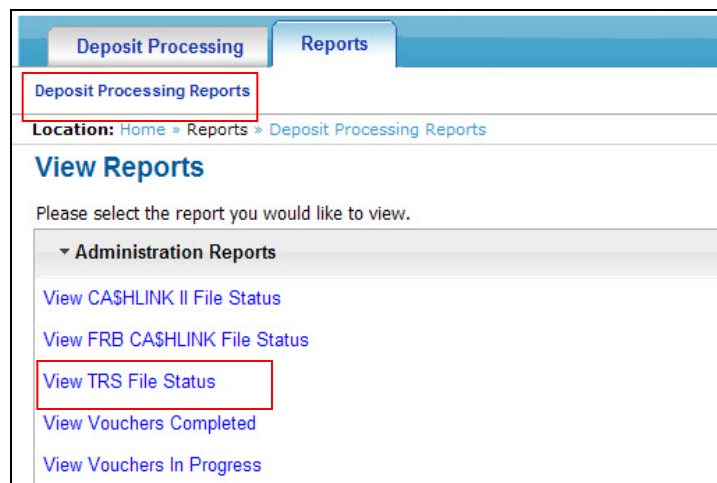 Deposit Processing Reports
Deposit Processing Reports
Location: Home » Reports » Deposit Processing Reports
View Reports
Please select the report you would like to view.
Administration Reports
View CA$HLINK II File Status
View FRB CA$HLINK File Status
View TRS File Status
View Vouchers Completed
View Vouchers In Progress